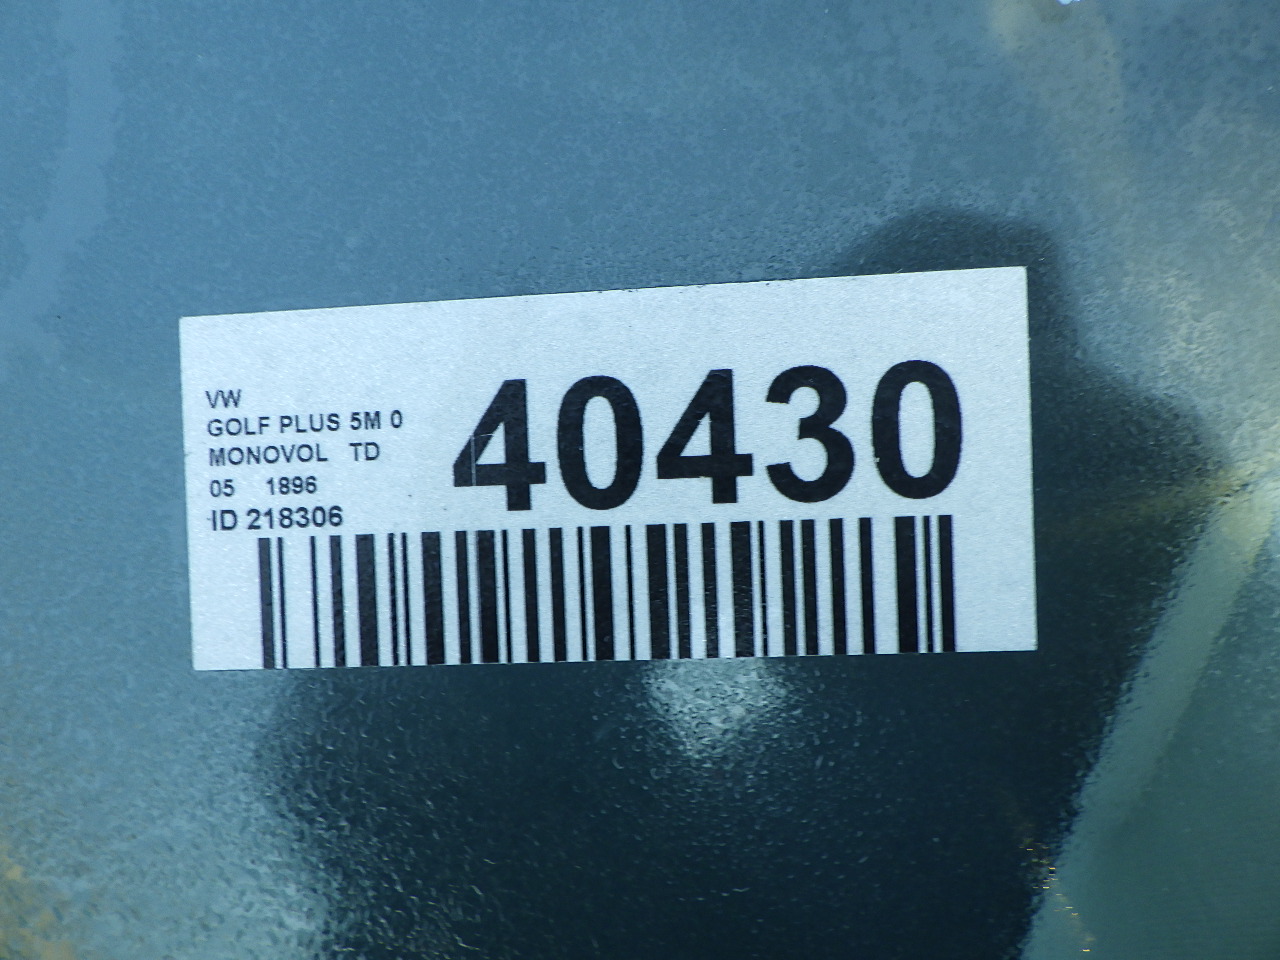 VW
GOLF PLUS 5M 0
MONOVOL TD
05 1896
ID 218306
40430